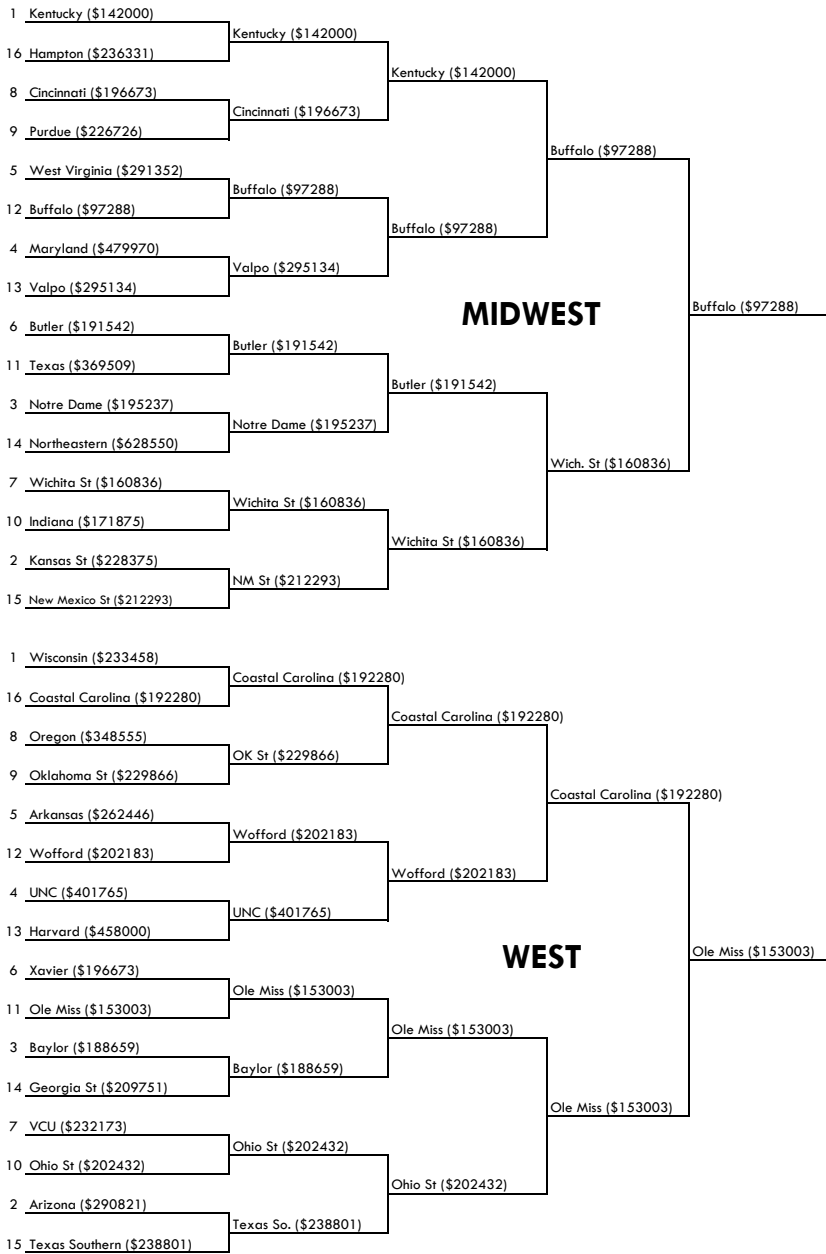 1 Kentucky ($142000)
Kentucky ($142000)
16 Hampton ($236331)
Kentucky ($142000)
8 Cincinnati ($196673)
Cincinnati ($196673)
9 Purdue ($226726)
Buffalo ($97288)
5 West Virginia ($291352)
Buffalo ($97288)
12 Buffalo ($97288)
Buffalo ($97288)
4 Maryland ($479970)
Valpo ($295134)
13 Valpo ($295134)
MIDWEST
Buffalo ($97288)
6 Butler ($191542)
Butler ($191542)
11 Texas ($369509)
Butler ($191542)
3 Notre Dame ($195237)
Notre Dame ($195237)
14 Northeastern ($628550)
Wich. St ($160836)
7 Wichita St ($160836)
Wichita St ($160836)
10 Indiana ($171875)
Wichita St ($160836)
2 Kansas St ($228375)
NM St ($212293)
15 New Mexico St ($212293)
1 Wisconsin ($233458)
Coastal Carolina ($192280)
16 Coastal Carolina ($192280)
Coastal Carolina ($192280)
8 Oregon ($348555)
OK St ($229866)
9 Oklahoma St ($229866)
Coastal Carolina ($192280)
5 Arkansas ($262446)
Wofford ($202183)
12 Wofford ($202183)
Wofford ($202183)
4 UNC ($401765)
UNC ($401765)
13 Harvard ($458000)
WEST
Ole Miss ($153003)
6 Xavier ($196673)
Ole Miss ($153003)
11 Ole Miss ($153003)
Ole Miss ($153003)
3 Baylor ($188659)
Baylor ($188659)
14 Georgia St ($209751)
Ole Miss ($153003)
7 VCU ($232173)
Ohio St ($202432)
10 Ohio St ($202432)
Ohio St ($202432)
2 Arizona ($290821)
Texas So. ($238801)
15 Texas Southern ($238801)